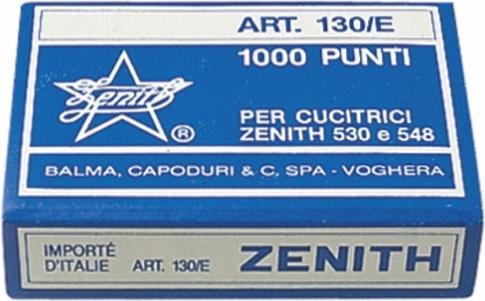 ART. 130/E
1000 PUNTI
Zenith
®
PER CUCITRICI
ZENITH 530 e 548
BALMA, CAPODURI & C. SPA - VOGHERA
IMPORTÉ
D'ITALIE ART. 130/E ZENITH